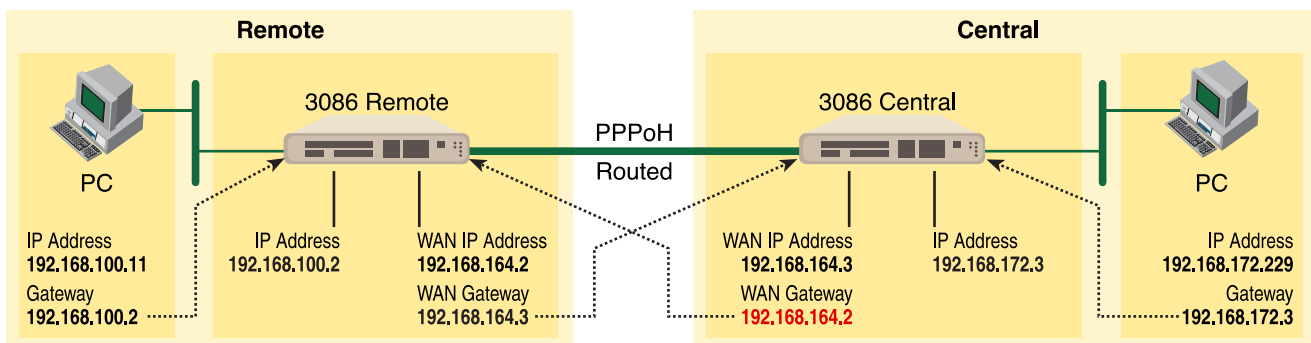 Remote
Central
3086 Remote
PPPoH
Routed
3086 Central
PC
PC
IP Address
192.168.100.11
Gateway
192.168.100.2
IP Address
192.168.100.2
WAN IP Address
192.168.164.2
WAN Gateway
192.168.164.3
WAN IP Address
192.168.164.3
WAN Gateway
192.168.164.2
IP Address
192.168.172.3
IP Address
192.168.172.229
Gateway
192.168.172.3